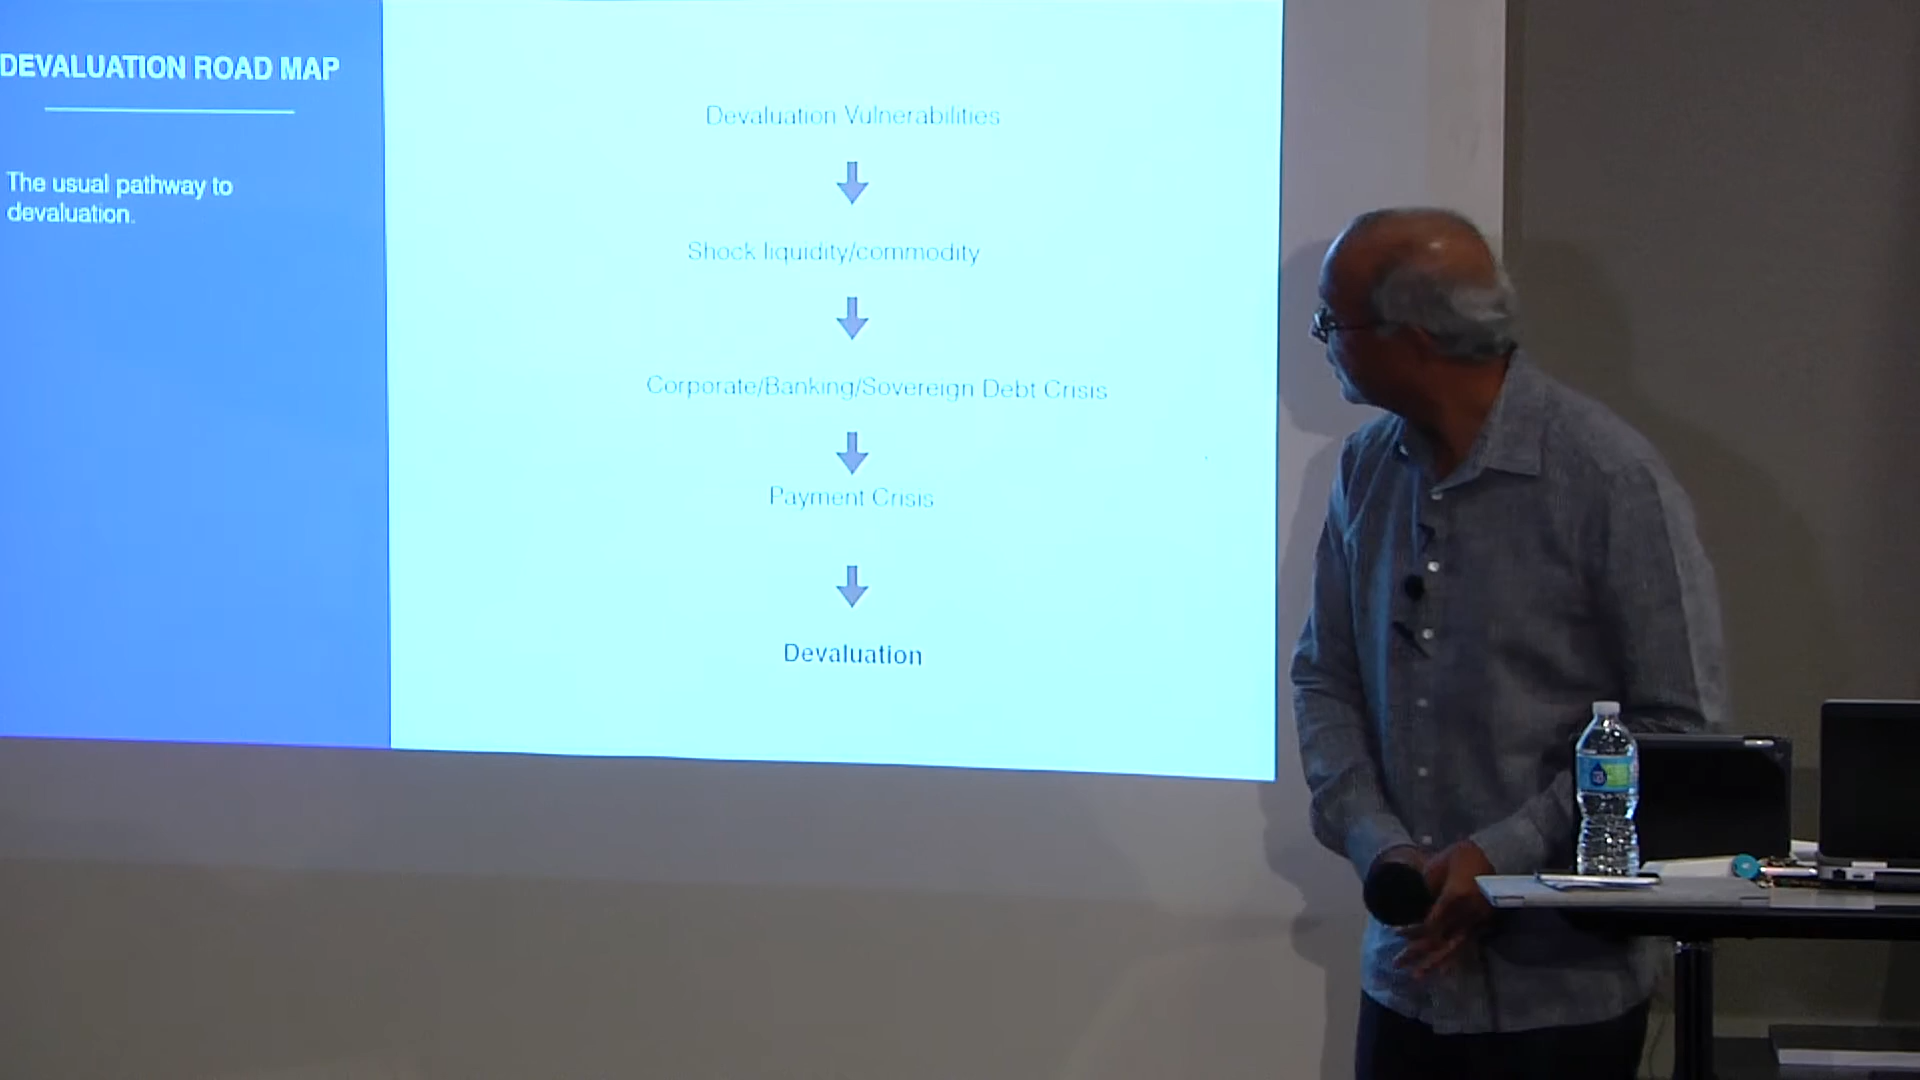 DEVALUATION ROAD MAP
The usual pathway to
devaluation.
Devaluation Vulnerabilities
Shock liquidity/commodity
Corporate/Banking/Sovereign Debt Crisis
Payment Crisis
Devaluation